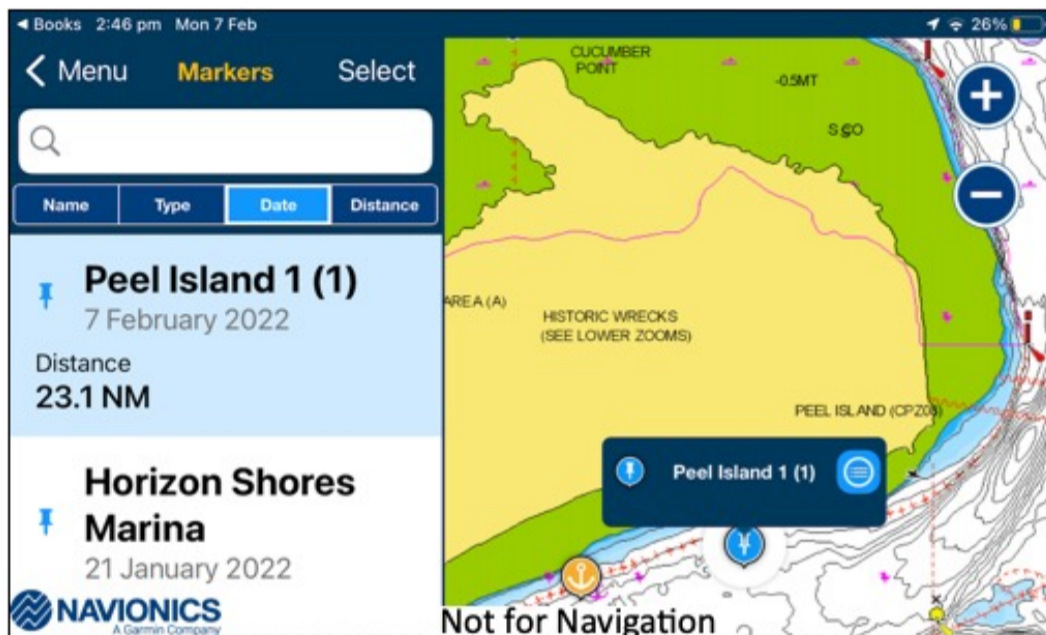 Books 2:46 pm Mon 7 Feb
26%
Menu Markers Select
Name Type Date Distance
Peel Island 1 (1)
7 February 2022
Distance
23.1 NM
Horizon Shores
Marina
21 January 2022
NAVIONICS
A Garmin Company
CUCUMBER
POINT
-0.5MT
AREA (A)
HISTORIC WRECKS
(SEE LOWER ZOOMS)
PEEL ISLAND (CPZ08)
Peel Island 1 (1)
Not for Navigation